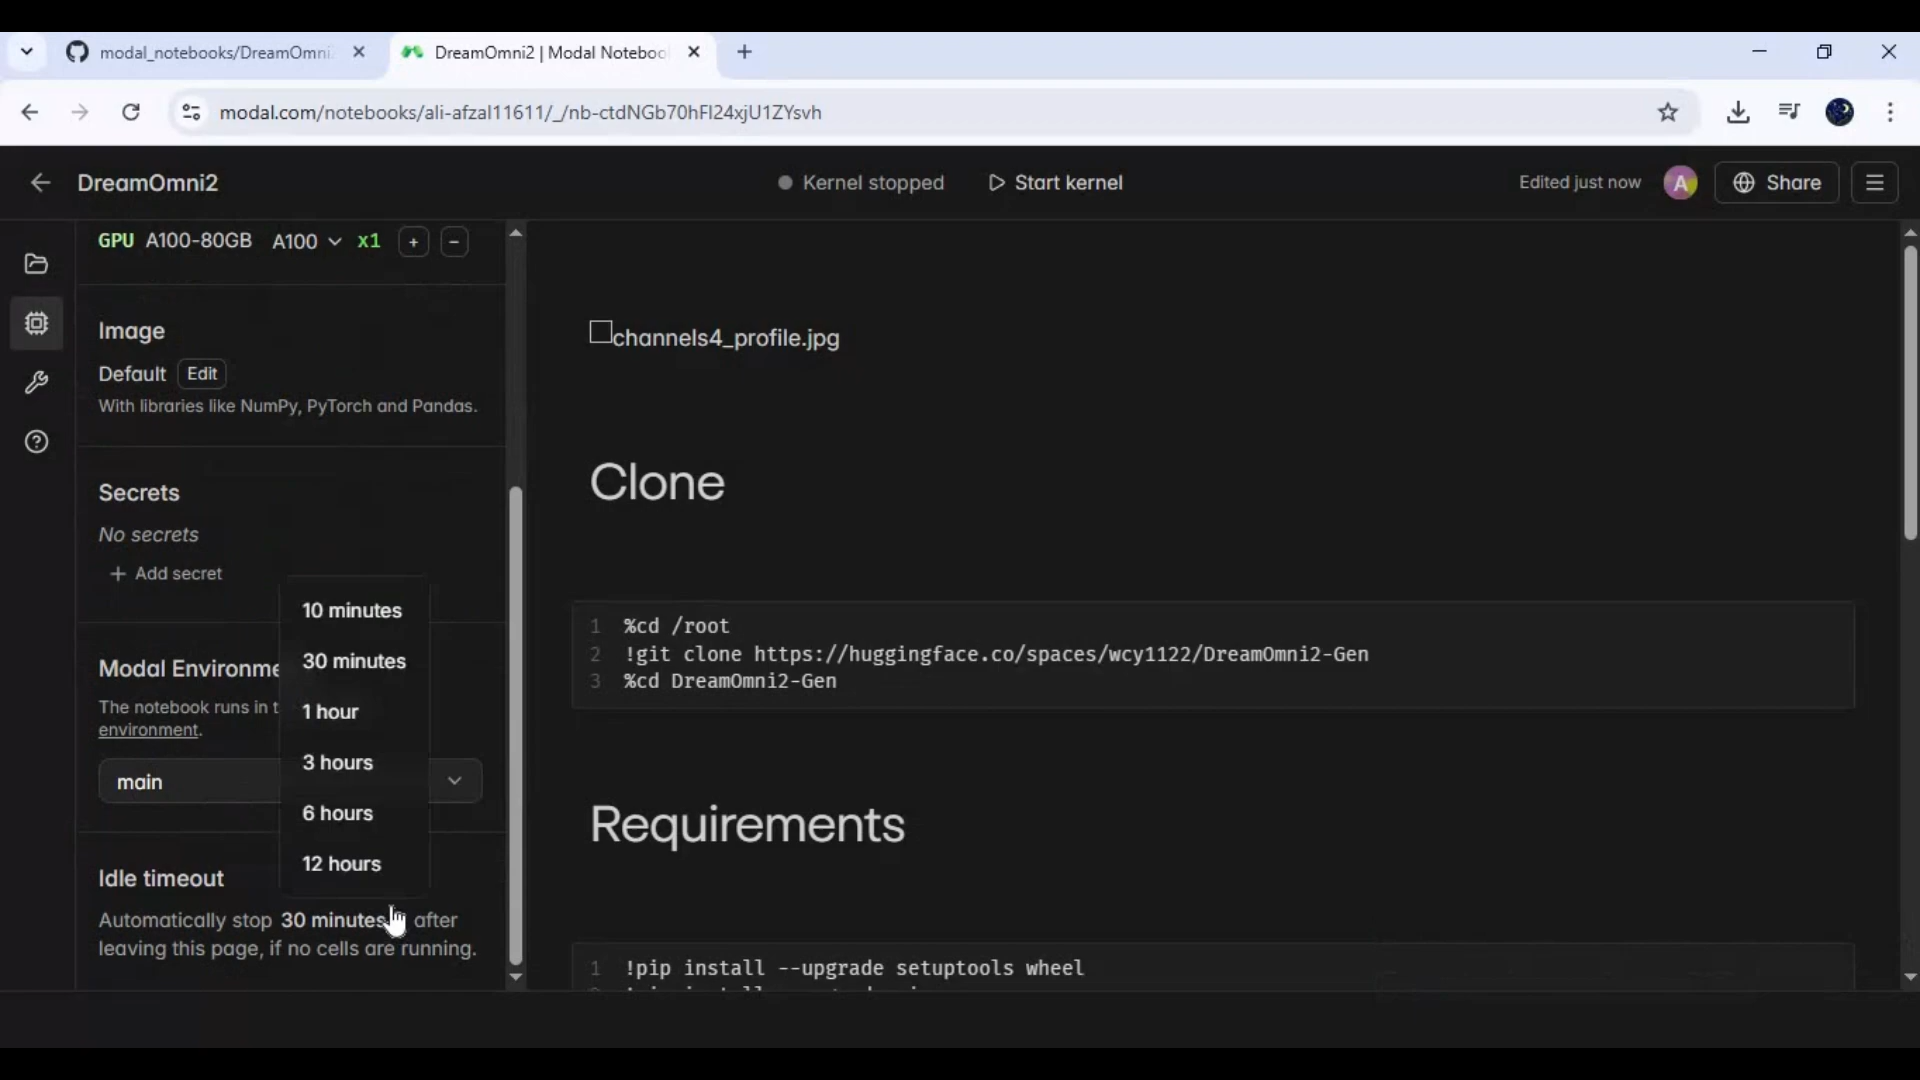 modal_notebooks/DreamOmni
DreamOmni2 | Modal Noteboo
modal.com/notebooks/ali-afzal11611/_/nb-ctdNGb70hFI24xjU1ZYsvh
DreamOmni2
Kernel stopped
Start kernel
Edited just now
A
Share
GPU A100-80GB A100 x1 + -
Image
Default Edit
With libraries like NumPy, PyTorch and Pandas.
Secrets
No secrets
+ Add secret
Modal Environme
The notebook runs in t
environment.
main
10 minutes
30 minutes
1 hour
3 hours
6 hours
12 hours
Idle timeout
Automatically stop 30 minutes after
leaving this page, if no cells are running.
channels4_profile.jpg
Clone
1 %cd /root
2 !git clone https://huggingface.co/spaces/wcy1122/DreamOmni2-Gen
3 %cd DreamOmni2-Gen
Requirements
1 !pip install --upgrade setuptools wheel